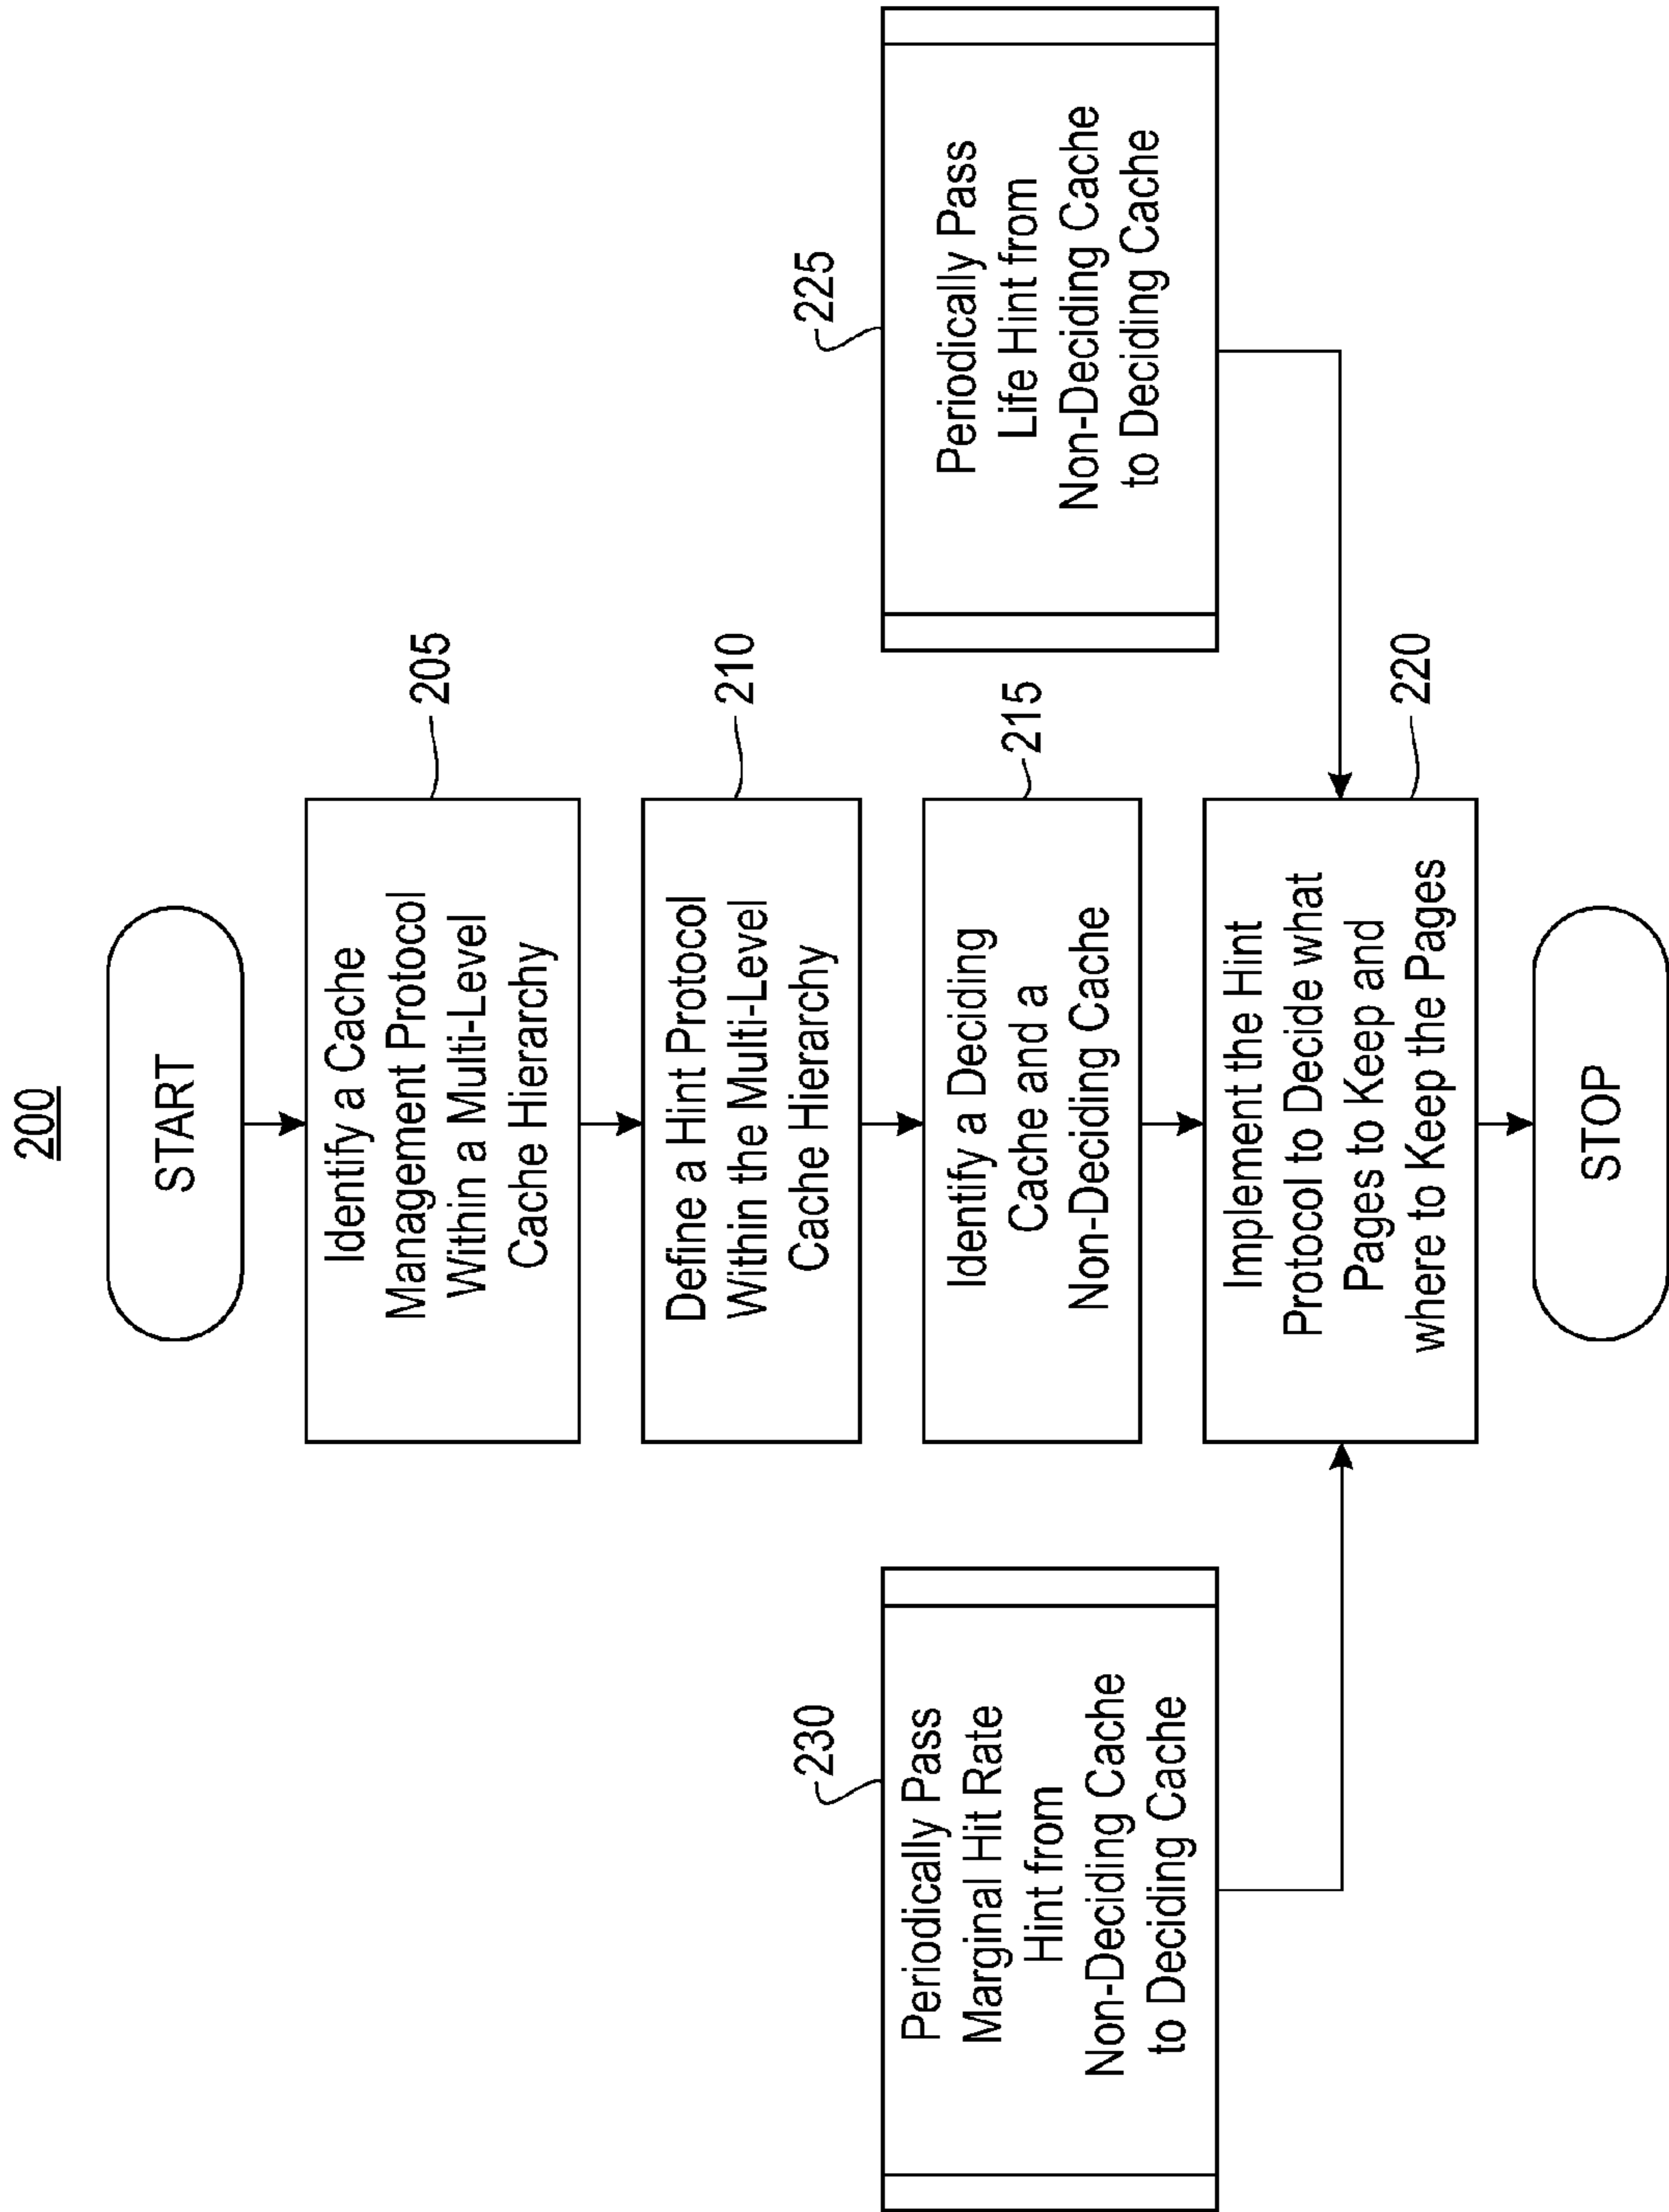 200
START
Identify a Cache
Management Protocol
Within a Multi-Level
Cache Hierarchy
205
Define a Hint Protocol
Within the Multi-Level
Cache Hierarchy
210
Identify a Deciding
Cache and a
Non-Deciding Cache
215
230
Periodically Pass
Marginal Hit Rate
Hint from
Non-Deciding Cache
to Deciding Cache
225
Periodically Pass
Life Hint from
Non-Deciding Cache
to Deciding Cache
Implement the Hint
Protocol to Decide what
Pages to Keep and
where to Keep the Pages
220
STOP